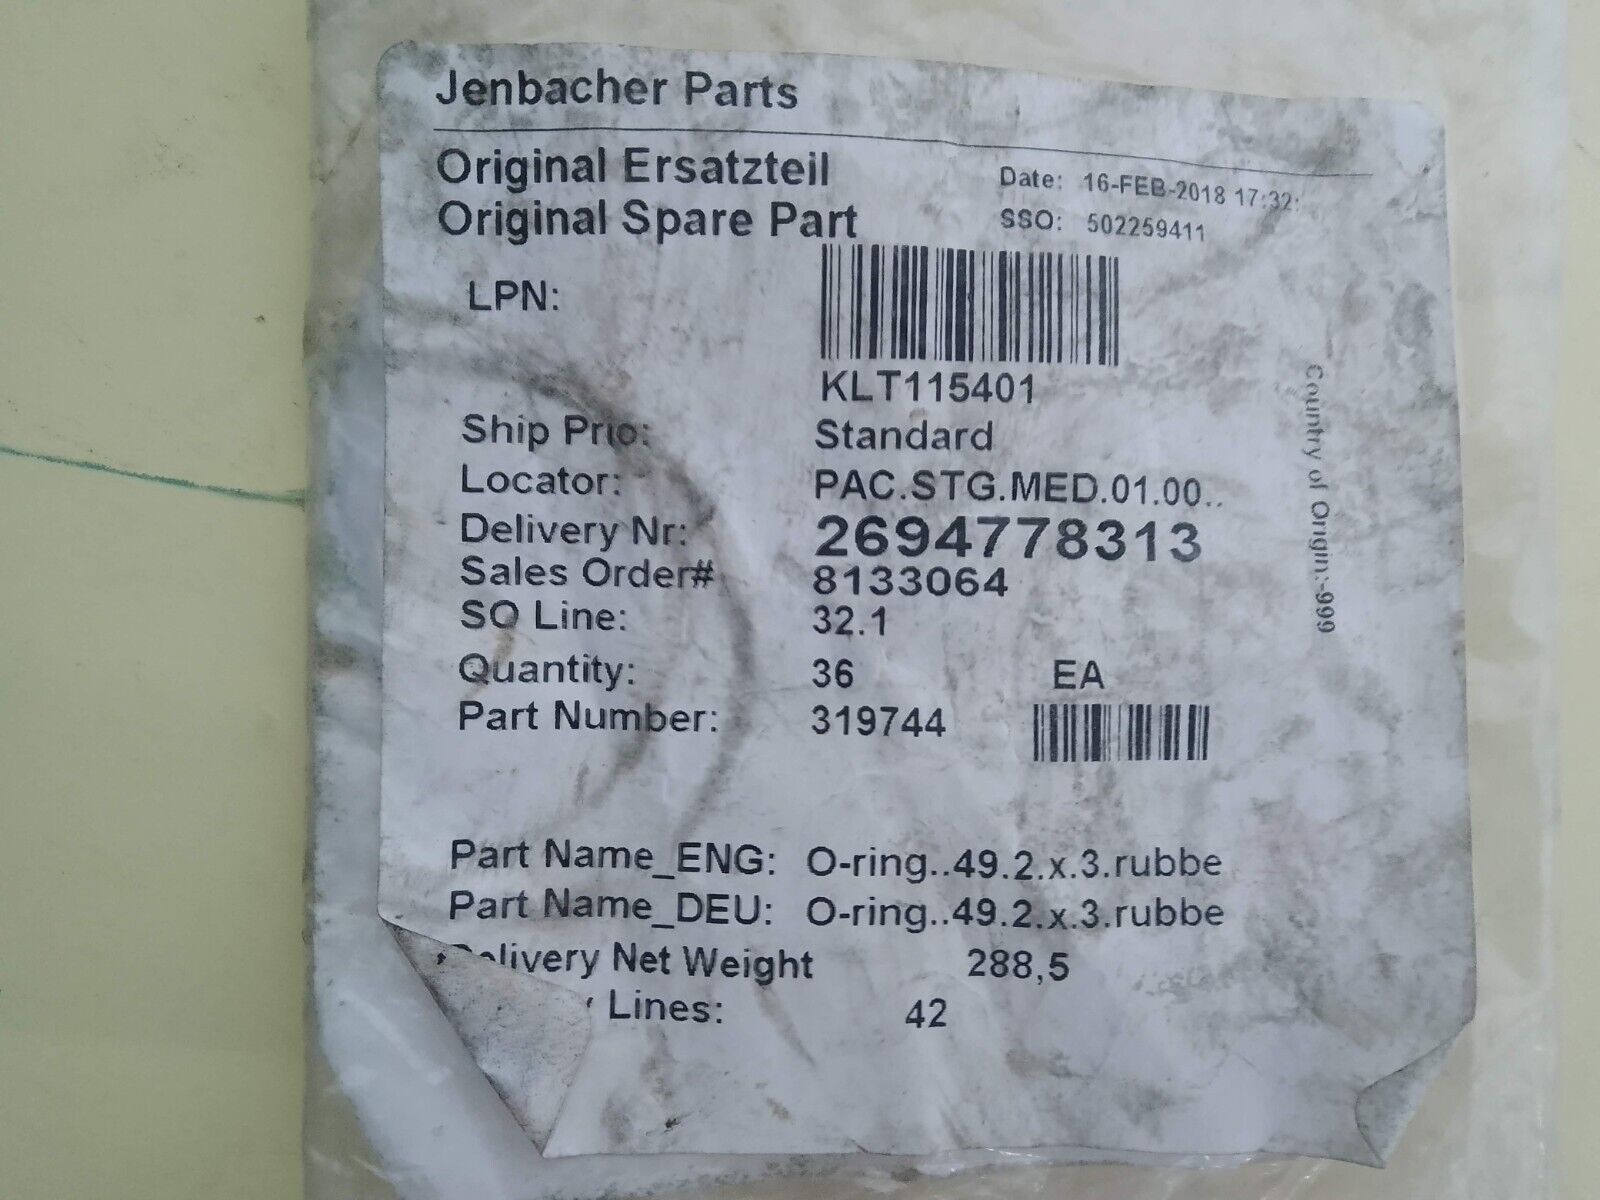 Jenbacher Parts
Original Ersatzteil
Original Spare Part
Date: 16-FEB-2018 17:32:
SSO: 502259411
LPN:
KLT115401
Ship Prio: Standard
Locator: PAC.STG.MED.01.00..
Delivery Nr: 2694778313
Sales Order# 8133064
SO Line: 32.1
Quantity: 36 EA
Part Number: 319744
Country of Origin:-999
Part Name_ENG: O-ring..49.2.x.3.rubbe
Part Name_DEU: O-ring..49.2.x.3.rubbe
Delivery Net Weight 288,5
Lines: 42